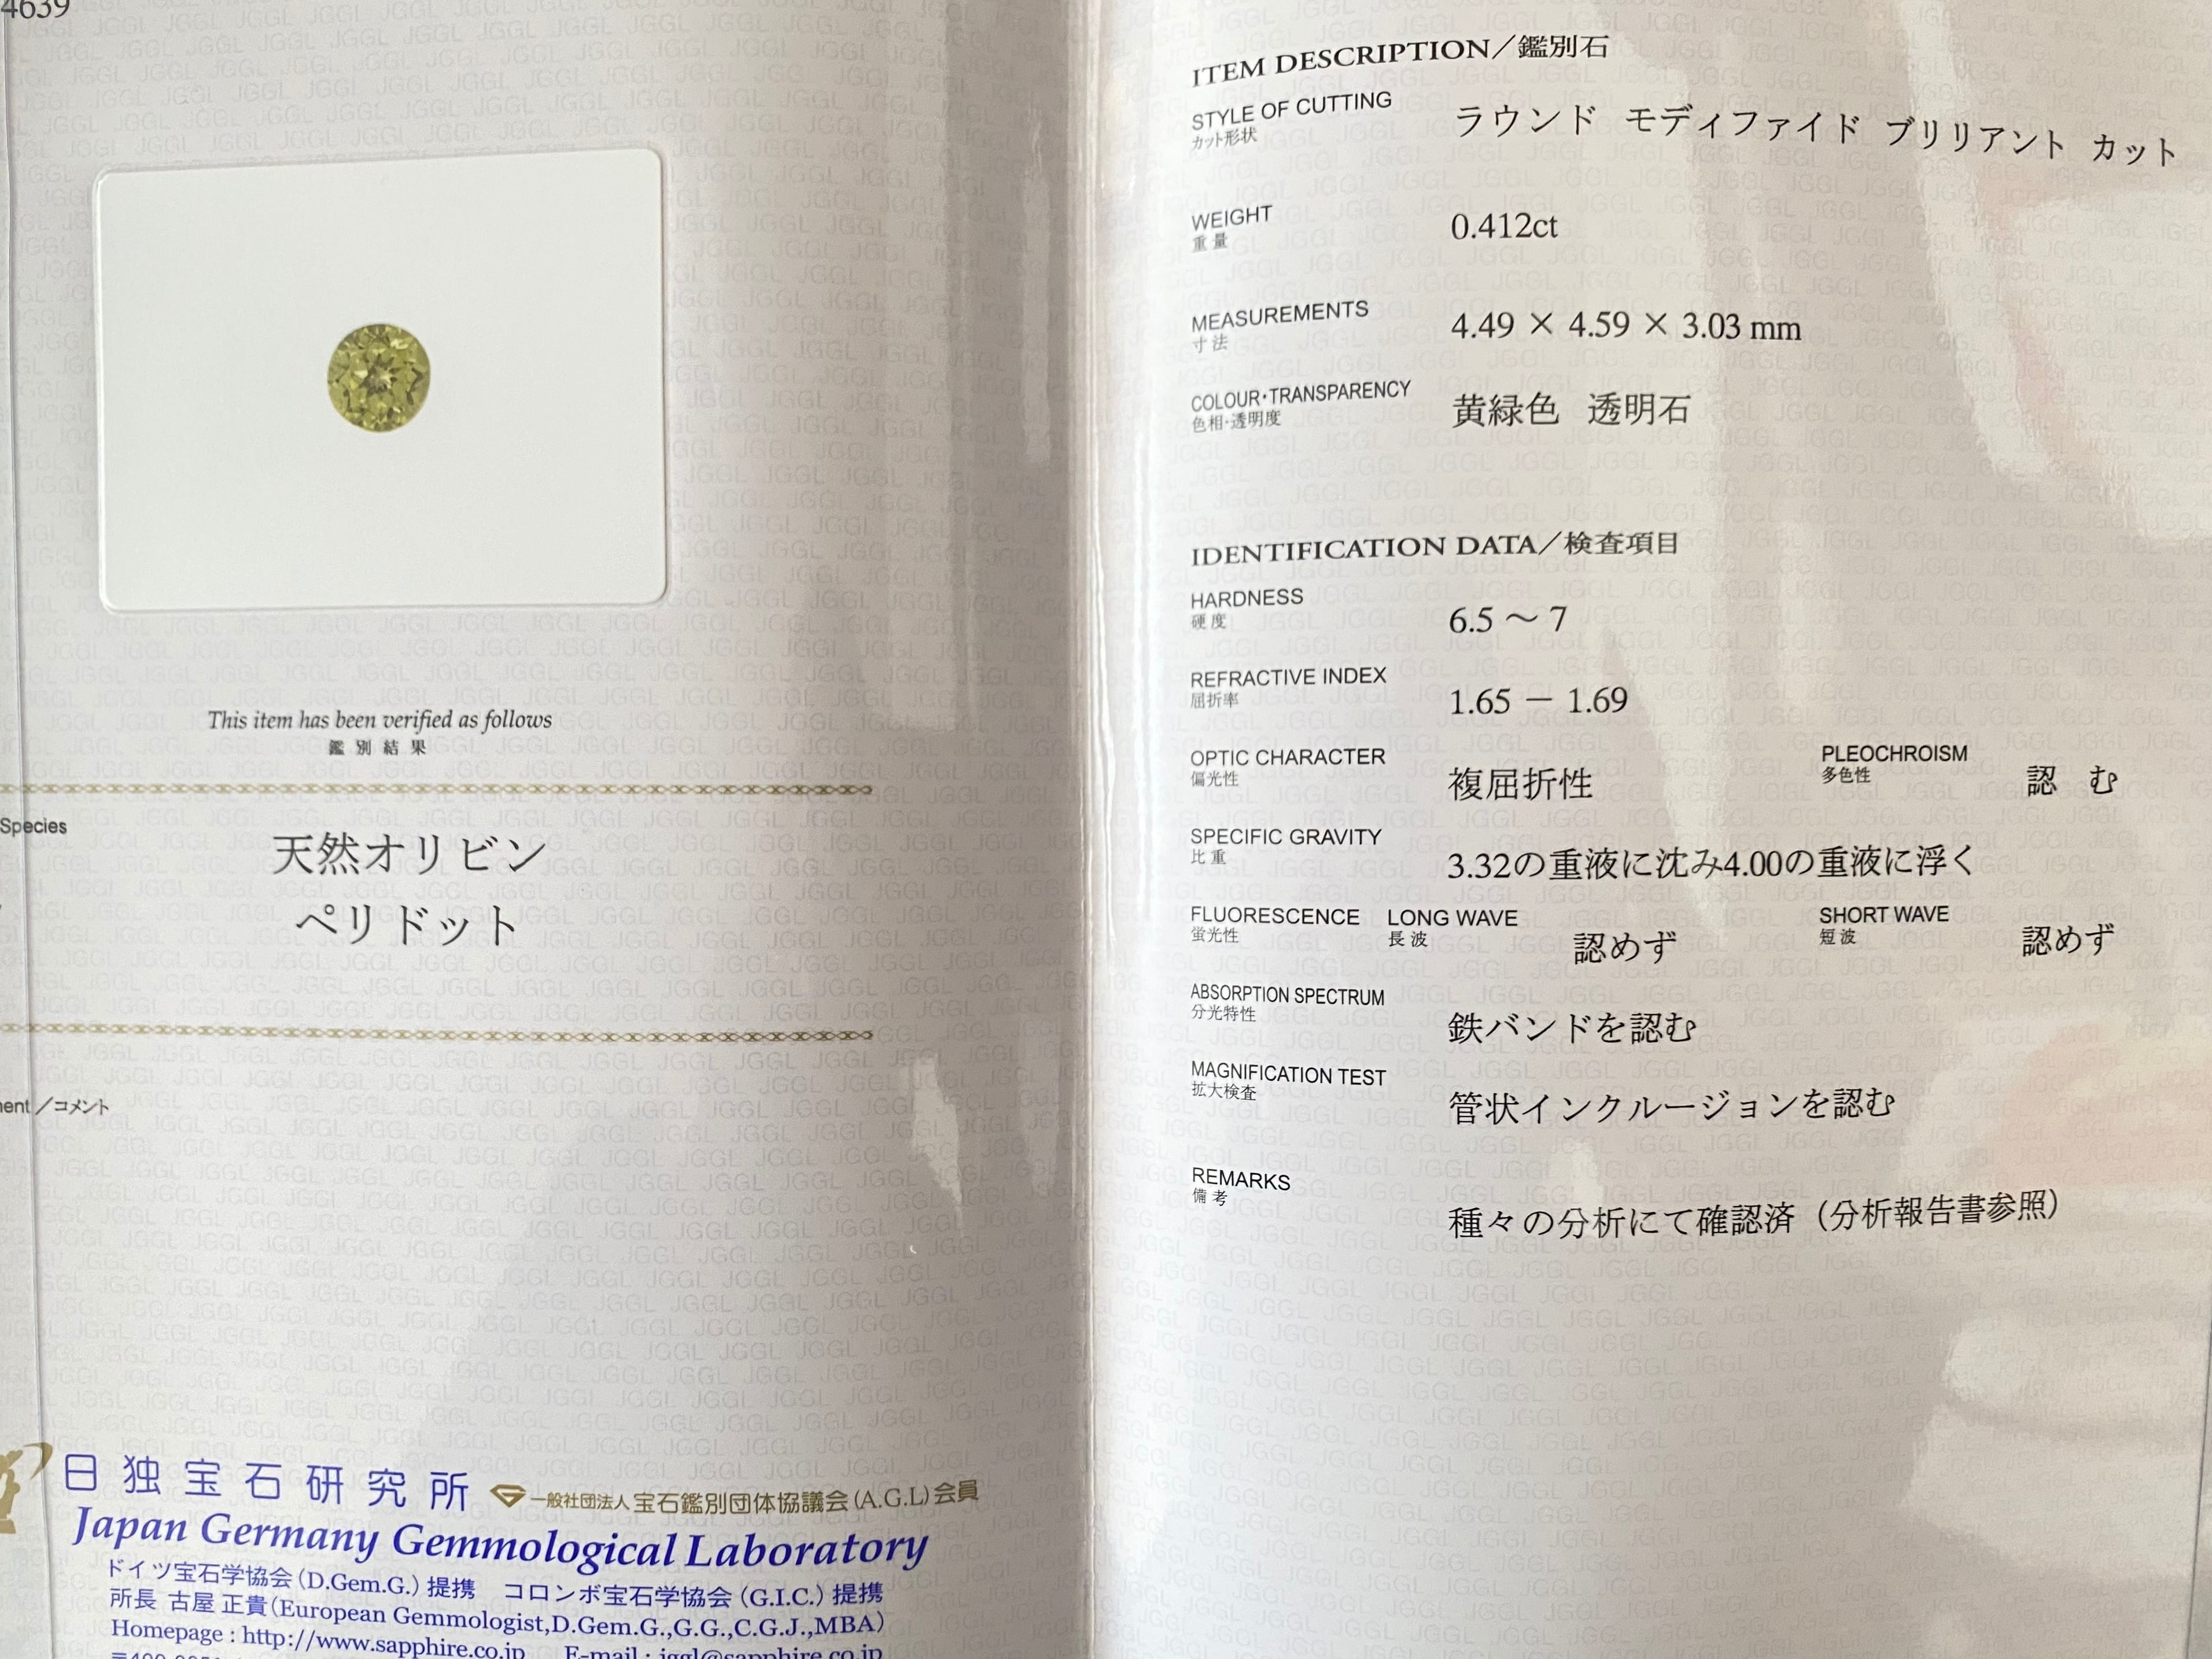 4639
This item has been verified as follows
鑑別結果
Species
天然オリビン
ペリドット
／コメント
日独宝石研究所 一般社団法人 宝石鑑別団体協議会(A.G.L)会員
Japan Germany Gemmological Laboratory
ドイツ宝石学協会(D.Gem.G.)提携 コロンボ宝石学協会(G.I.C.)提携
所長 古屋 正貴(European Gemmologist,D.Gem.G.,G.G.,C.G.J.,MBA)
Homepage : http://www.sapphire.co.jp E-mail : jggl@sapphire.co.jp
ITEM DESCRIPTION／鑑別石
STYLE OF CUTTING
カット形状
ラウンド モディファイド ブリリアント カット
WEIGHT
重量
0.412ct
MEASUREMENTS
寸法
4.49 × 4.59 × 3.03 mm
COLOUR・TRANSPARENCY
色相・透明度
黄緑色 透明石
IDENTIFICATION DATA／検査項目
HARDNESS
硬度
6.5 ～ 7
REFRACTIVE INDEX
屈折率
1.65 － 1.69
OPTIC CHARACTER
偏光性
複屈折性
PLEOCHROISM
多色性
認 む
SPECIFIC GRAVITY
比重
3.32の重液に沈み4.00の重液に浮く
FLUORESCENCE
蛍光性
LONG WAVE
長波
認めず
SHORT WAVE
短波
認めず
ABSORPTION SPECTRUM
分光特性
鉄バンドを認む
MAGNIFICATION TEST
拡大検査
管状インクルージョンを認む
REMARKS
備考
種々の分析にて確認済（分析報告書参照）